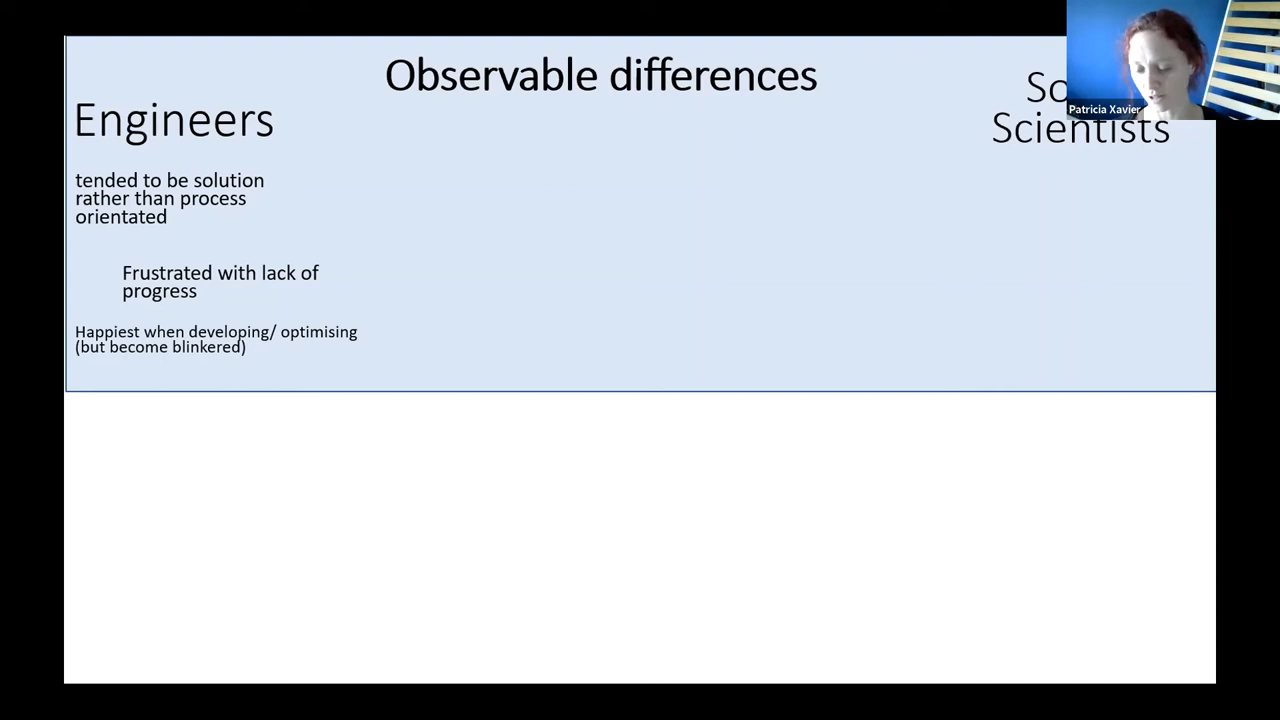 Observable differences
Engineers
So
Scientists
Patricia Xavier
tended to be solution
rather than process
orientated
Frustrated with lack of
progress
Happiest when developing/ optimising
(but become blinkered)